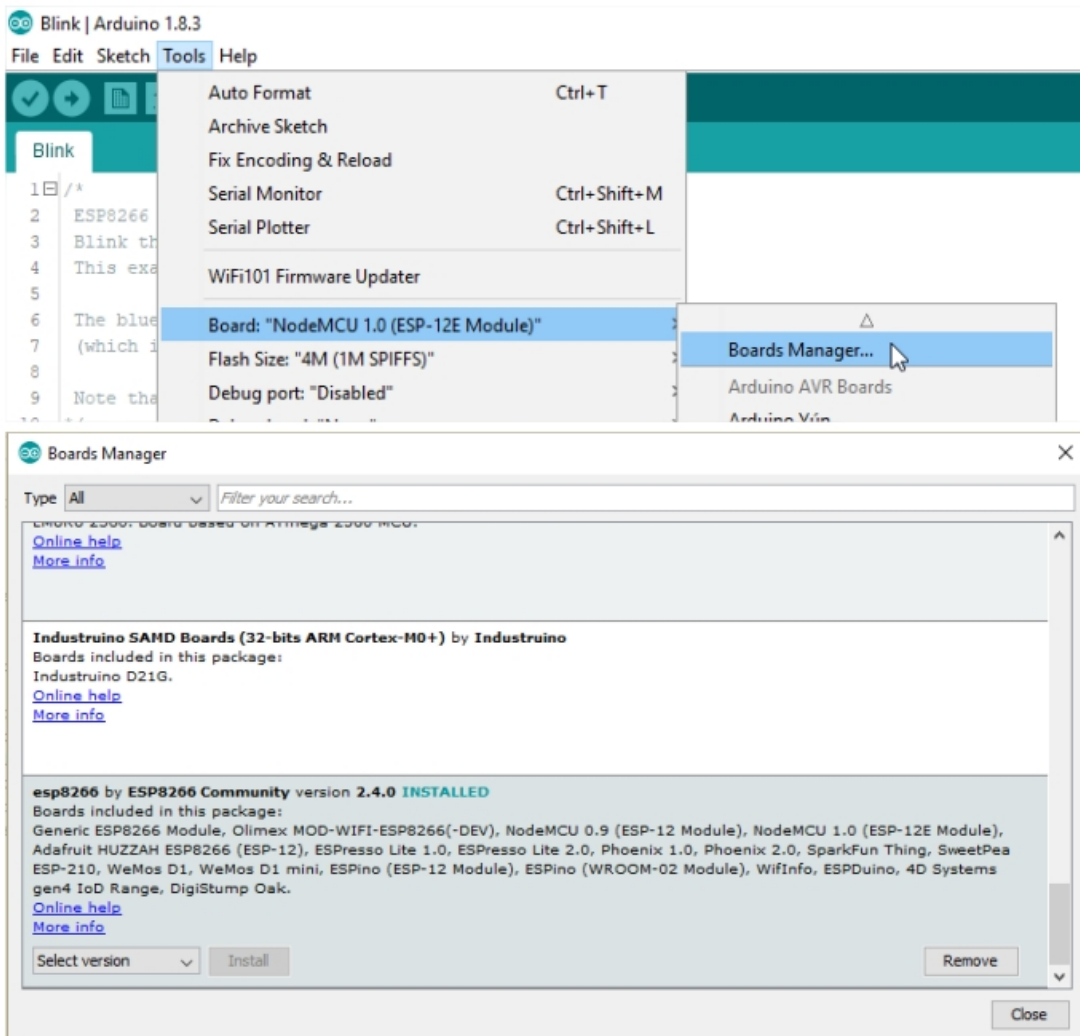 Blink | Arduino 1.8.3
File Edit Sketch Tools Help
Auto Format Ctrl+T
Archive Sketch
Fix Encoding & Reload
Serial Monitor Ctrl+Shift+M
Serial Plotter Ctrl+Shift+L
WiFi101 Firmware Updater
Board: "NodeMCU 1.0 (ESP-12E Module)"
Flash Size: "4M (1M SPIFFS)"
Debug port: "Disabled"
Boards Manager...
Arduino AVR Boards
Arduino Yún
Blink
1 /*
2 ESP8266
3 Blink th
4 This exa
5
6 The blue
7 (which i
8
9 Note tha
10 */
Boards Manager
Type All Filter your search...
Online help
More info
Industruino SAMD Boards (32-bits ARM Cortex-M0+) by Industruino
Boards included in this package:
Industruino D21G.
Online help
More info
esp8266 by ESP8266 Community version 2.4.0 INSTALLED
Boards included in this package:
Generic ESP8266 Module, Olimex MOD-WIFI-ESP8266(-DEV), NodeMCU 0.9 (ESP-12 Module), NodeMCU 1.0 (ESP-12E Module),
Adafruit HUZZAH ESP8266 (ESP-12), ESPresso Lite 1.0, ESPresso Lite 2.0, Phoenix 1.0, Phoenix 2.0, SparkFun Thing, SweetPea
ESP-210, WeMos D1, WeMos D1 mini, ESPino (ESP-12 Module), ESPino (WROOM-02 Module), WifInfo, ESPDuino, 4D Systems
gen4 IoD Range, DigiStump Oak.
Online help
More info
Select version Install Remove
Close